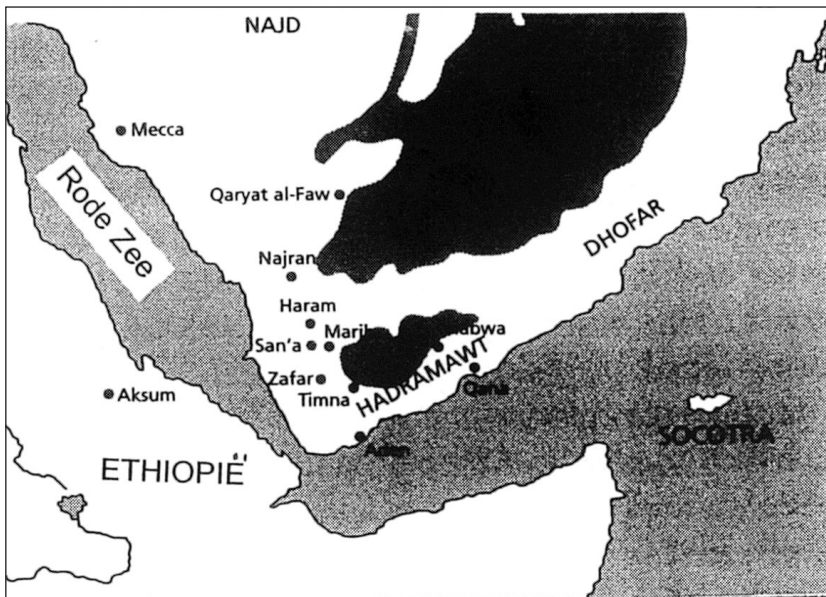 NAJD
Mecca
Rode Zee
Qaryat al-Faw
DHOFAR
Najran
Haram
San'a
Marib
Zafar
Timna
HADRAMAWT
Qana
Aksum
Aden
SOCOTRA
ETHIOPIË